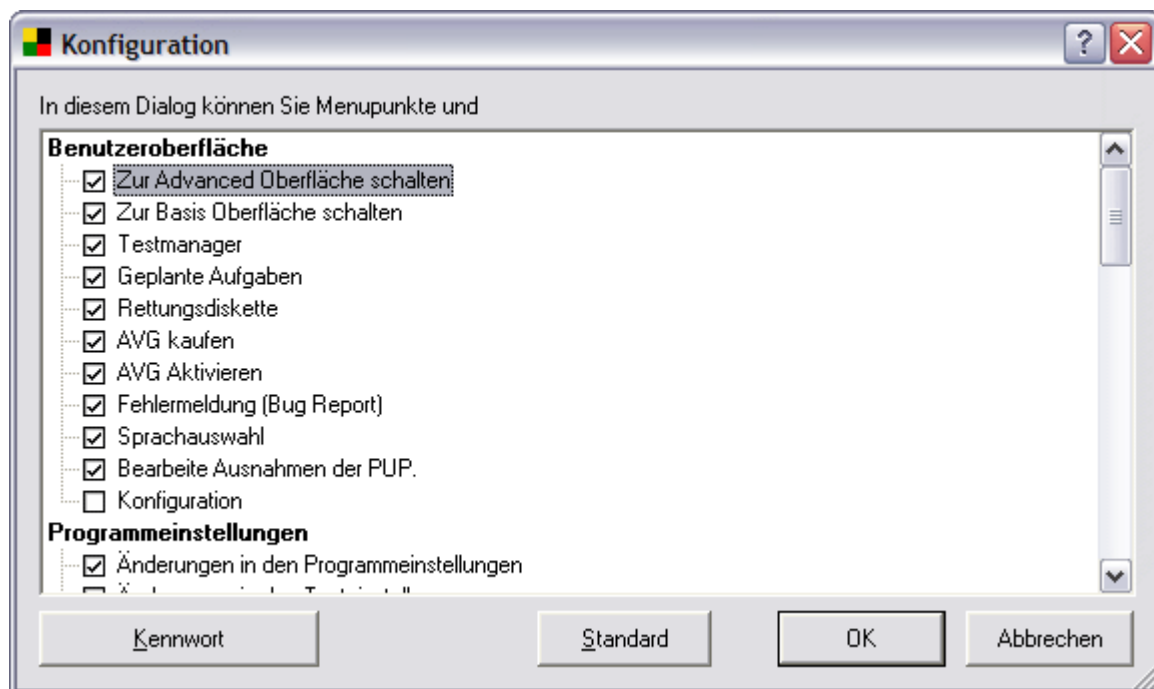 Konfiguration
In diesem Dialog können Sie Menupunkte und
Benutzeroberfläche
Zur Advanced Oberfläche schalten
Zur Basis Oberfläche schalten
Testmanager
Geplante Aufgaben
Rettungsdiskette
AVG kaufen
AVG Aktivieren
Fehlermeldung (Bug Report)
Sprachauswahl
Bearbeite Ausnahmen der PUP.
Konfiguration
Programmeinstellungen
Änderungen in den Programmeinstellungen
Kennwort Standard OK Abbrechen